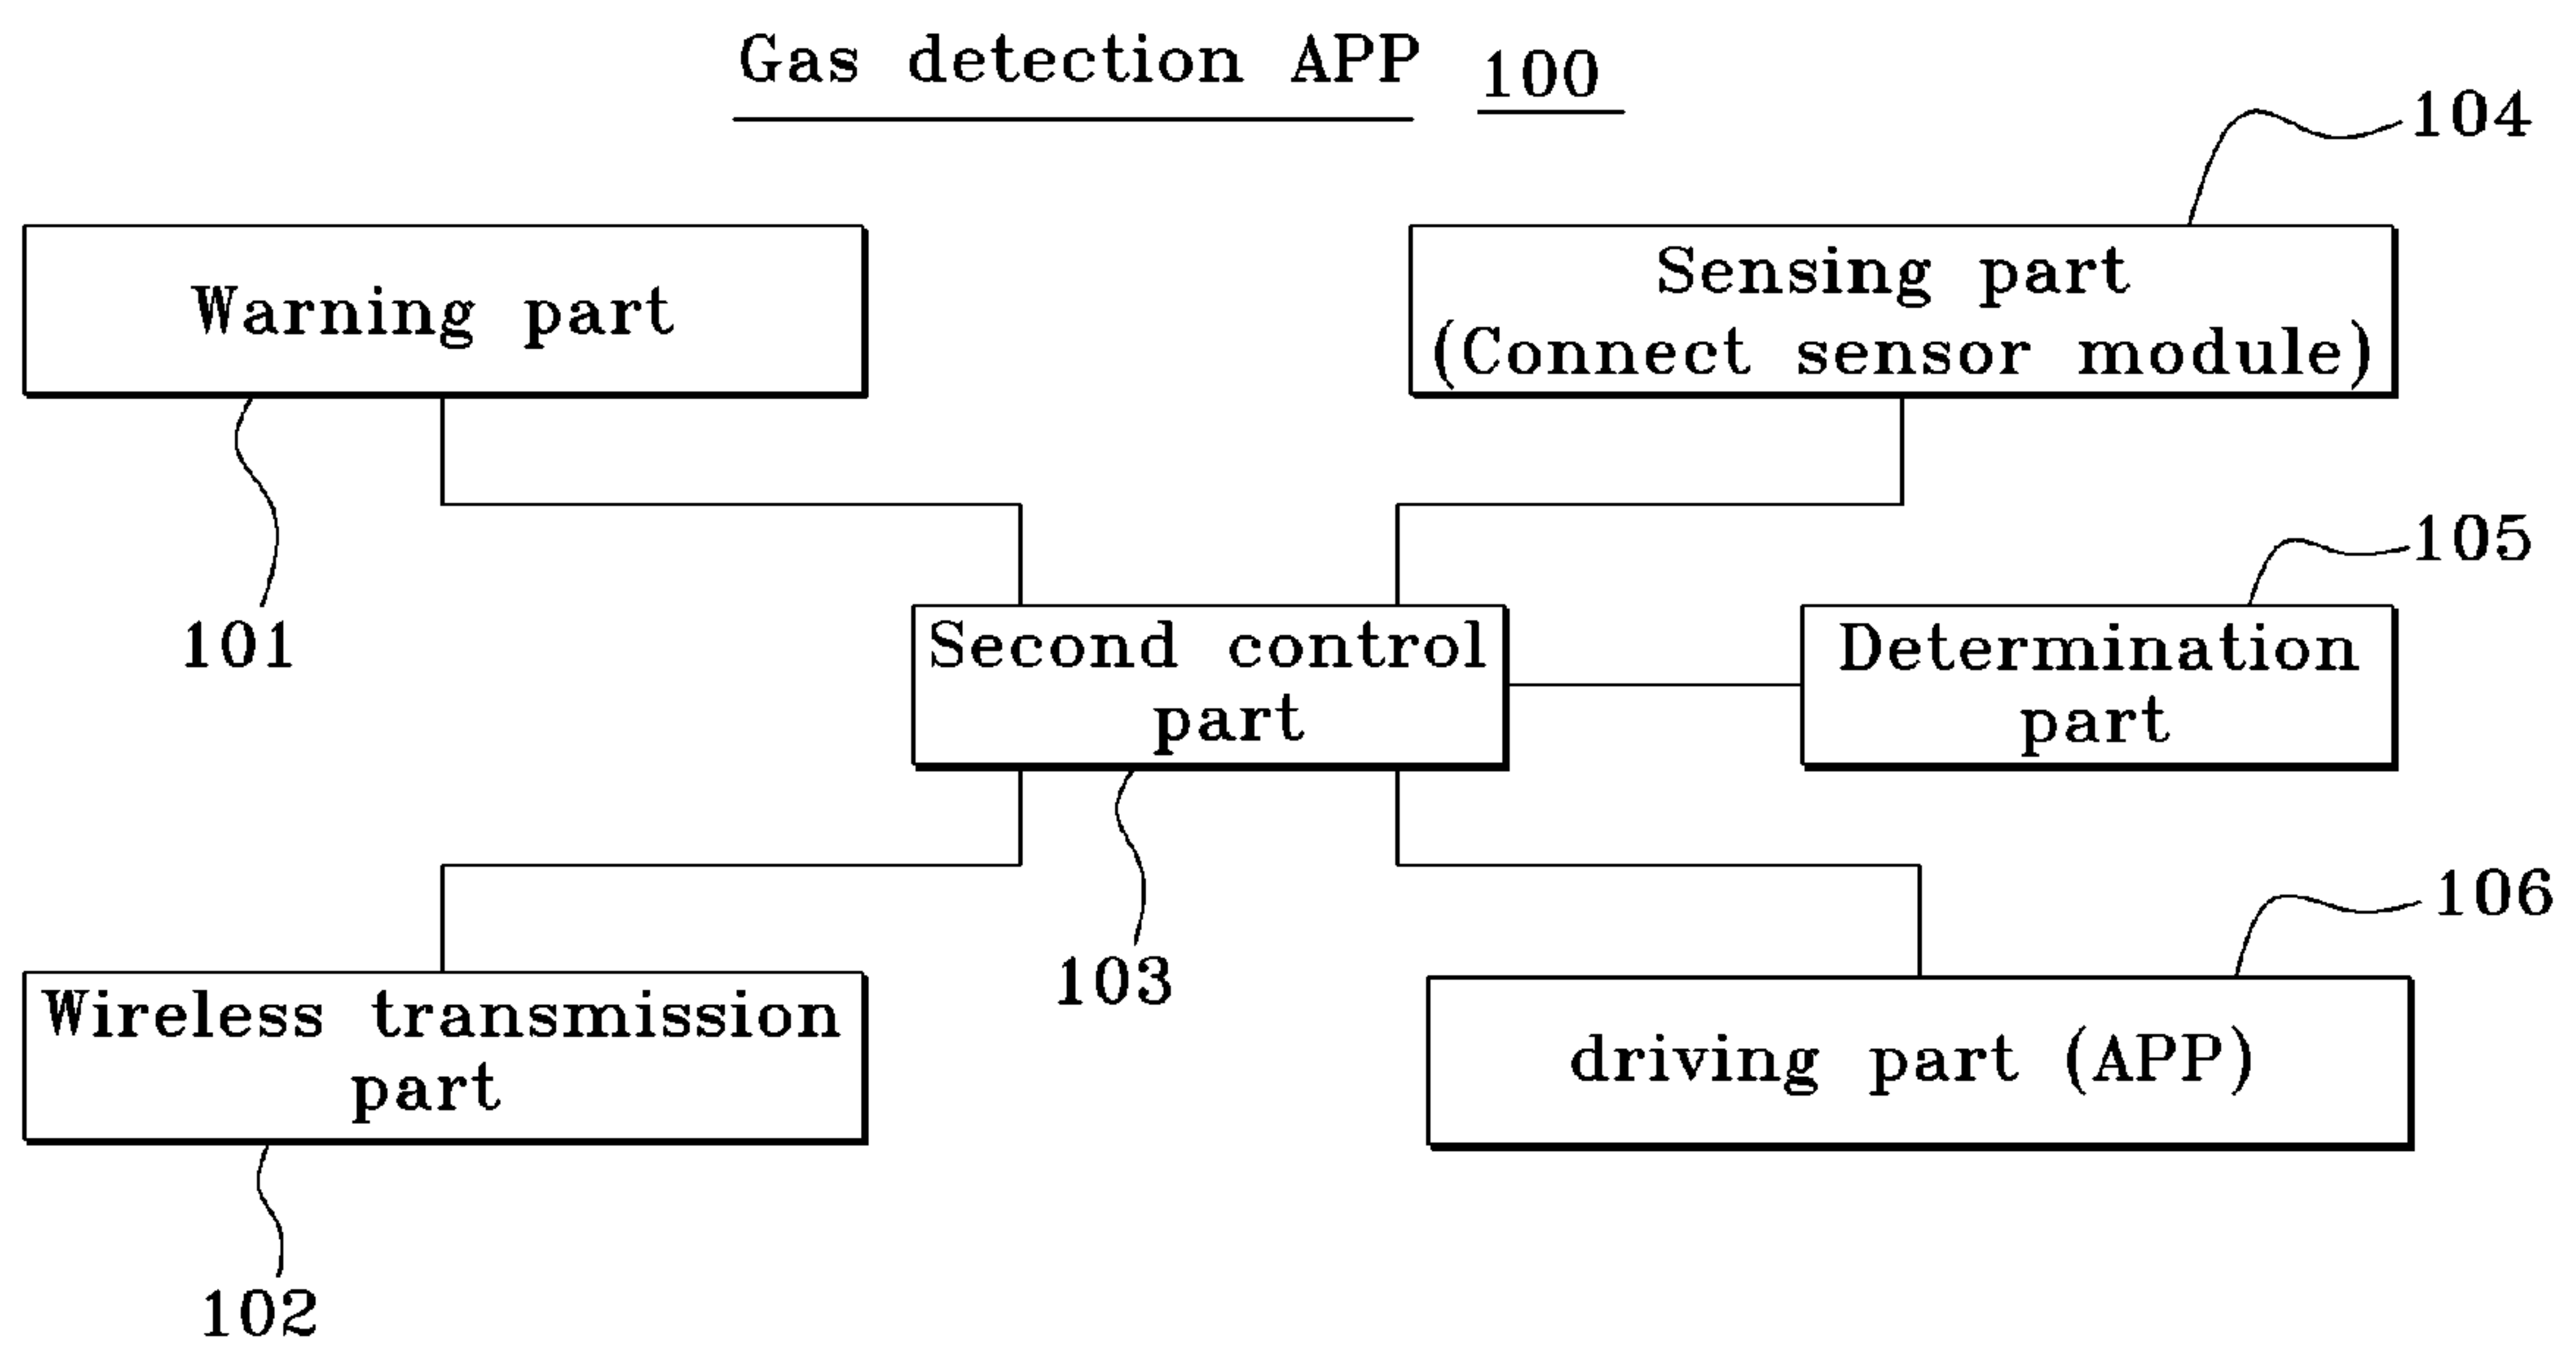 Gas detection APP 100
104
Warning part
Sensing part
(Connect sensor module)
101
105
Second control
part
Determination
part
103
106
Wireless transmission
part
driving part (APP)
102